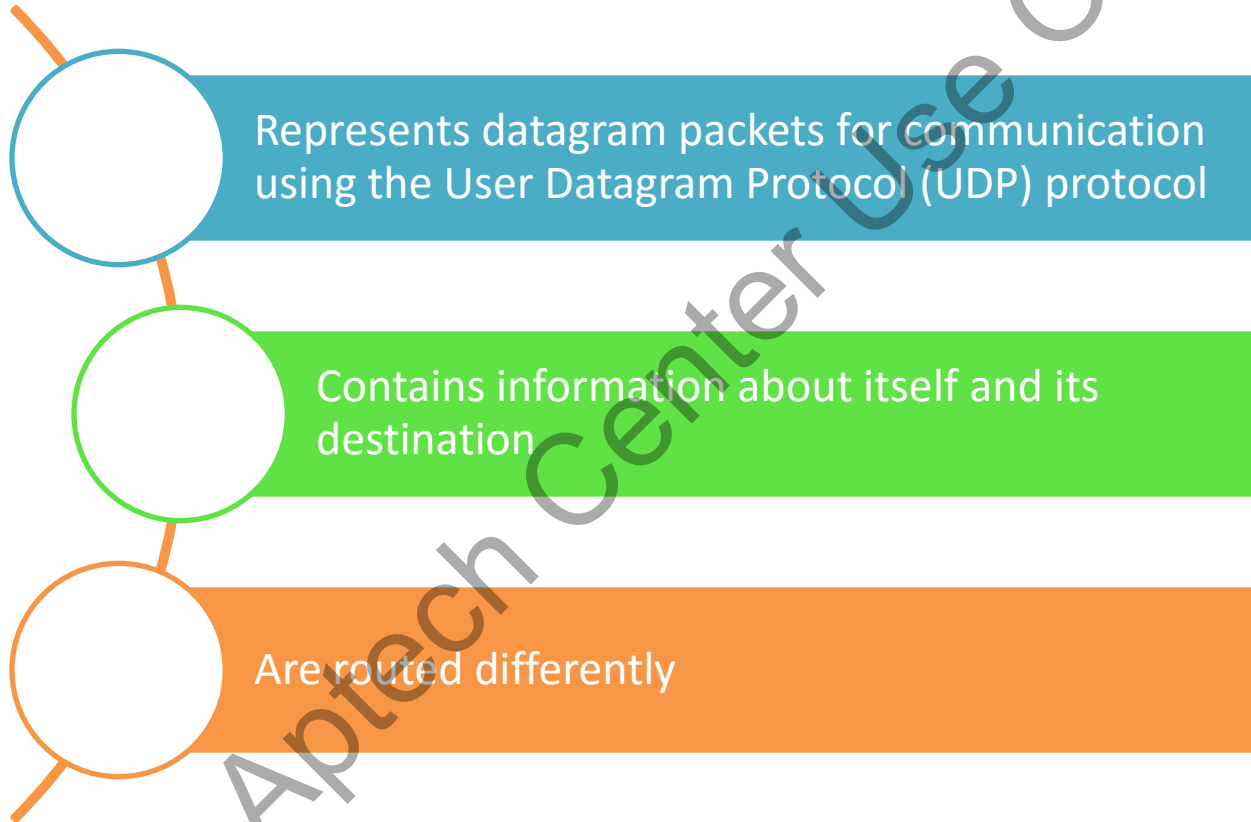 Represents datagram packets for communication
using the User Datagram Protocol (UDP) protocol
Contains information about itself and its
destination
Are routed differently
Aptech Center Use